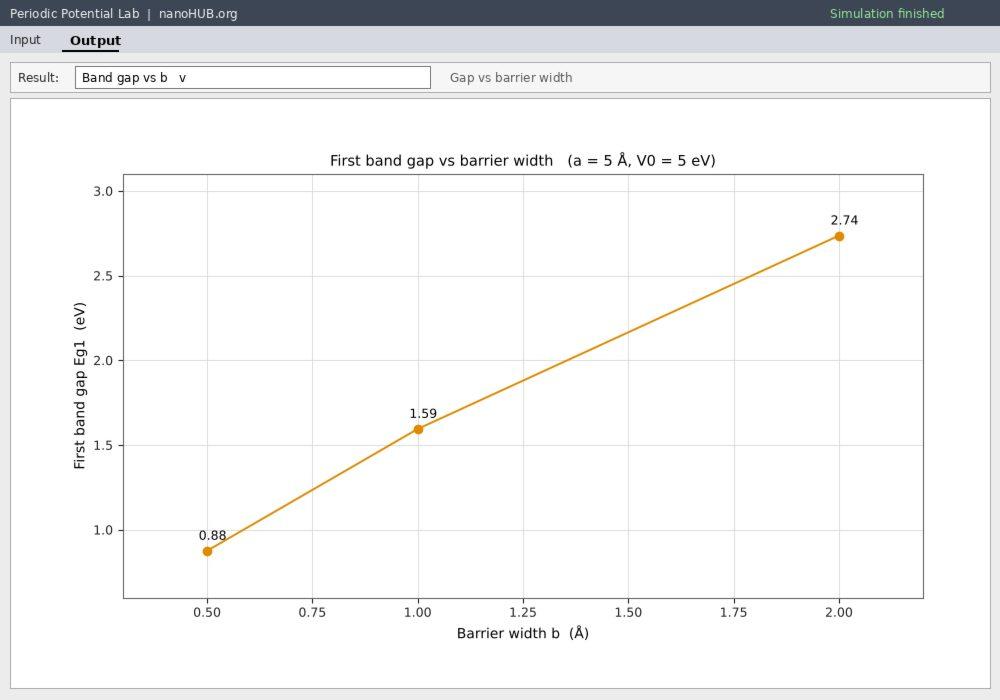 Periodic Potential Lab | nanoHUB.org Simulation finished
Input Output
Result: Band gap vs b v Gap vs barrier width
First band gap vs barrier width (a = 5 Å, V0 = 5 eV)
3.0
2.74
2.5
2.0
First band gap Eg1 (eV)
1.59
1.5
1.0
0.88
0.50 0.75 1.00 1.25 1.50 1.75 2.00
Barrier width b (Å)